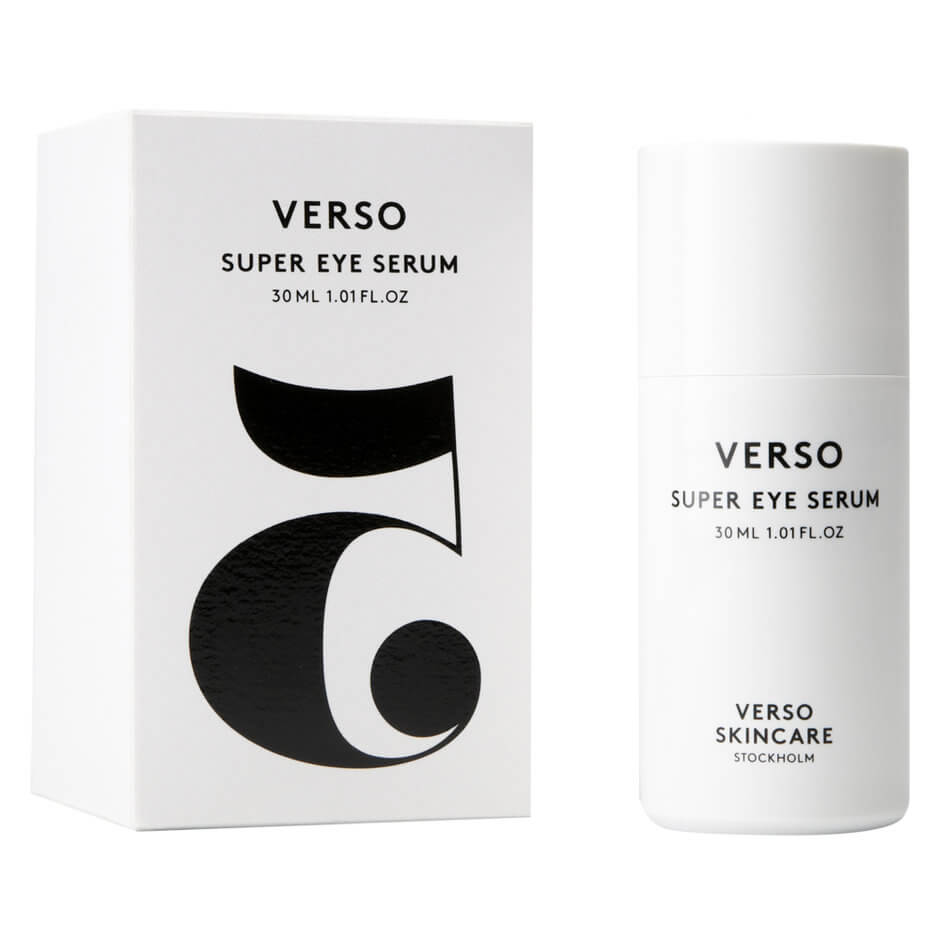 VERSO
SUPER EYE SERUM
30 ML 1.01 FL.OZ
5
VERSO
SUPER EYE SERUM
30 ML 1.01 FL.OZ
VERSO
SKINCARE
STOCKHOLM